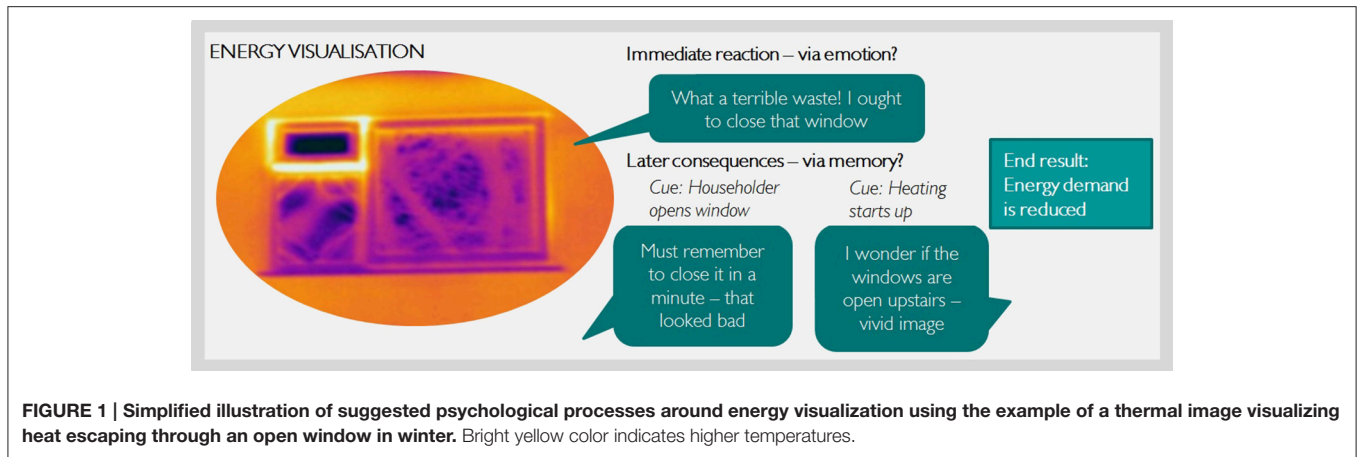 ENERGY VISUALISATION
Immediate reaction – via emotion?
What a terrible waste! I ought
to close that window
Later consequences – via memory?
Cue: Householder
opens window
Cue: Heating
starts up
Must remember
to close it in a
minute – that
looked bad
I wonder if the
windows are
open upstairs –
vivid image
End result:
Energy demand
is reduced
FIGURE 1 | Simplified illustration of suggested psychological processes around energy visualization using the example of a thermal image visualizing
heat escaping through an open window in winter. Bright yellow color indicates higher temperatures.